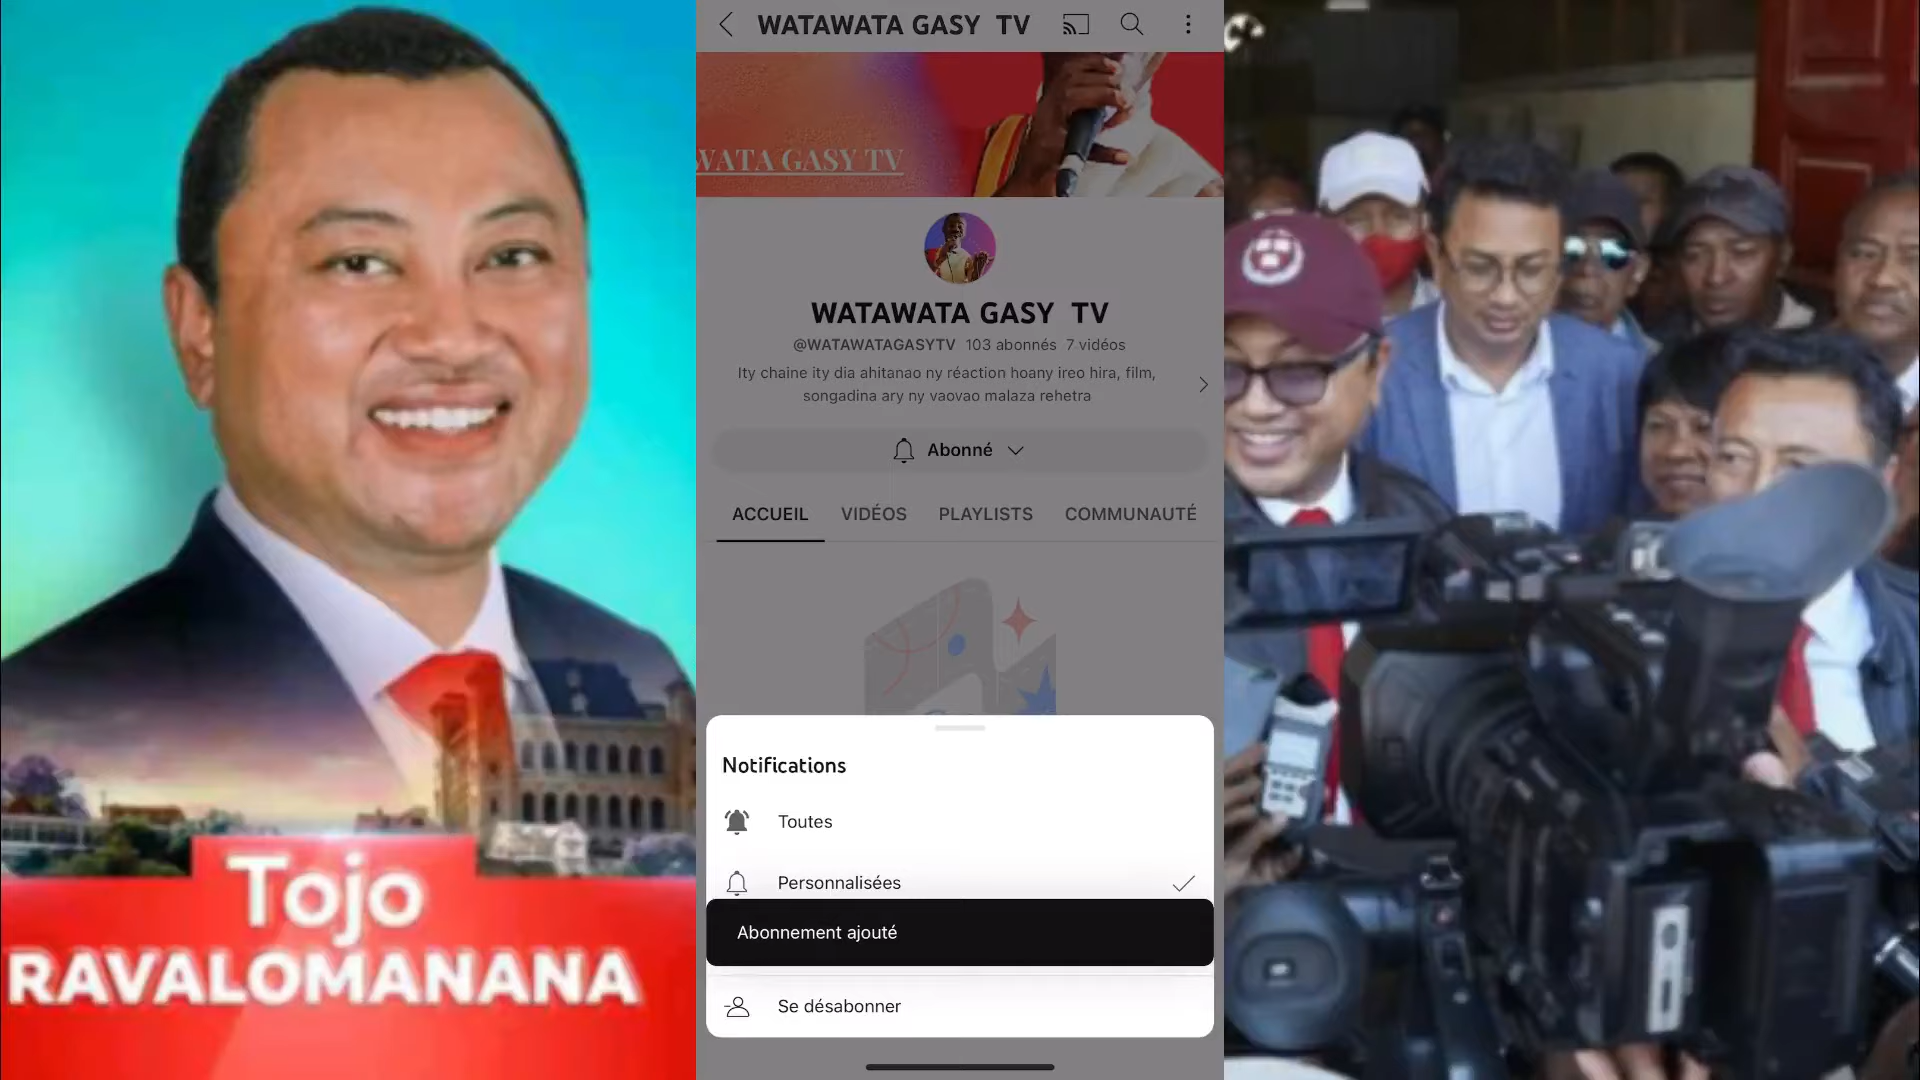 Tojo
RAVALOMANANA
WATAWATA GASY TV
WATA GASY TV
WATAWATA GASY TV
@WATAWATAGASYTV 103 abonnés 7 vidéos
Ity chaine ity dia ahitanao ny réaction hoany ireo hira, film,
songadina ary ny vaovao malaza rehetra
Abonné
ACCUEIL VIDÉOS PLAYLISTS COMMUNAUTÉ
Notifications
Toutes
Personnalisées
Abonnement ajouté
Se désabonner